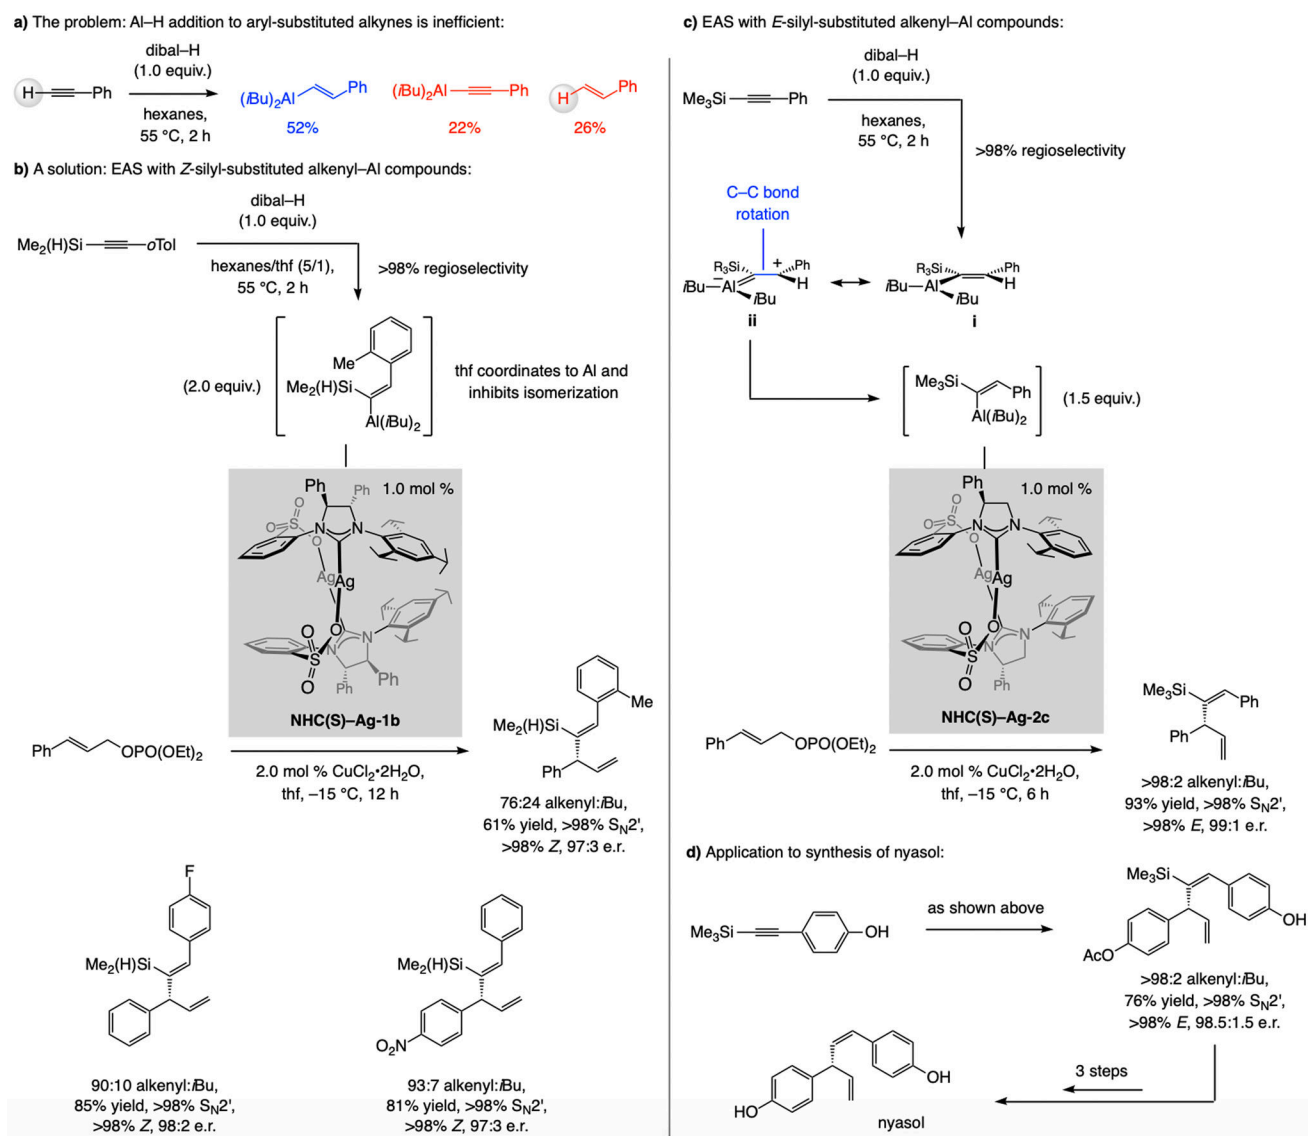 a) The problem: Al–H addition to aryl-substituted alkynes is inefficient:
dibal–H
(1.0 equiv.)
H
Ph
hexanes,
55 °C, 2 h
(iBu)2Al
Ph
52%
(iBu)2Al
Ph
22%
H
Ph
26%
b) A solution: EAS with Z-silyl-substituted alkenyl–Al compounds:
dibal–H
(1.0 equiv.)
Me2(H)Si
oTol
hexanes/thf (5/1),
55 °C, 2 h
>98% regioselectivity
(2.0 equiv.)
Me
Me2(H)Si
Al(iBu)2
thf coordinates to Al and
inhibits isomerization
Ph
Ph
1.0 mol %
O
O
S
O
N
N
Ag
Ag
O
O
S
O
N
N
Ph
Ph
NHC(S)–Ag-1b
Ph
OPO(OEt)2
2.0 mol % CuCl2•2H2O,
thf, –15 °C, 12 h
Me
Me2(H)Si
Ph
76:24 alkenyl:iBu,
61% yield, >98% SN2',
>98% Z, 97:3 e.r.
F
Me2(H)Si
90:10 alkenyl:iBu,
85% yield, >98% SN2',
>98% Z, 98:2 e.r.
Me2(H)Si
O2N
93:7 alkenyl:iBu,
81% yield, >98% SN2',
>98% Z, 97:3 e.r.
c) EAS with E-silyl-substituted alkenyl–Al compounds:
dibal–H
(1.0 equiv.)
Me3Si
Ph
hexanes,
55 °C, 2 h
>98% regioselectivity
C–C bond
rotation
R3Si
+
Ph
–
iBu
Al
H
iBu
ii
R3Si
Ph
iBu
Al
H
iBu
i
Me3Si
Ph
Al(iBu)2
(1.5 equiv.)
Ph
1.0 mol %
O
O
S
O
N
N
Ag
Ag
O
O
S
O
N
N
Ph
NHC(S)–Ag-2c
Ph
OPO(OEt)2
2.0 mol % CuCl2•2H2O,
thf, –15 °C, 6 h
Me3Si
Ph
Ph
>98:2 alkenyl:iBu,
93% yield, >98% SN2',
>98% E, 99:1 e.r.
d) Application to synthesis of nyasol:
Me3Si
OH
as shown above
Me3Si
OH
AcO
>98:2 alkenyl:iBu,
76% yield, >98% SN2',
>98% E, 98.5:1.5 e.r.
3 steps
OH
HO
nyasol